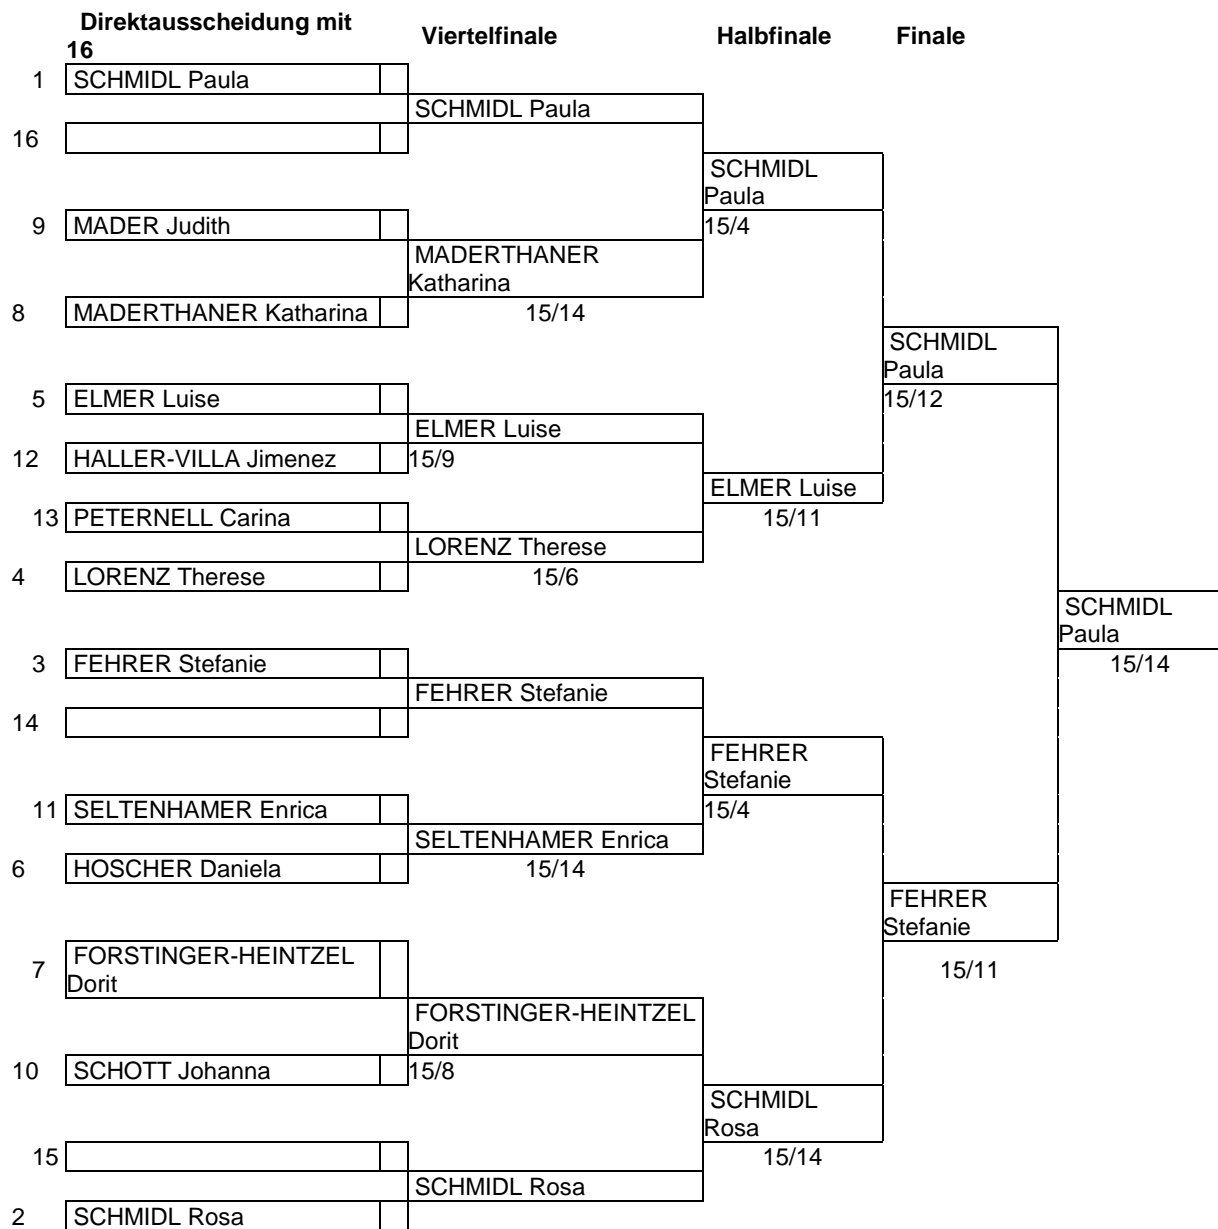 Direktausscheidung mit
16
Viertelfinale
Halbfinale
Finale
1 SCHMIDL Paula
SCHMIDL Paula
16
SCHMIDL
Paula
9 MADER Judith
15/4
MADERTHANER
Katharina
8 MADERTHANER Katharina
15/14
SCHMIDL
Paula
5 ELMER Luise
15/12
ELMER Luise
12 HALLER-VILLA Jimenez
15/9
ELMER Luise
13 PETERNELL Carina
15/11
LORENZ Therese
4 LORENZ Therese
15/6
SCHMIDL
Paula
3 FEHRER Stefanie
15/14
FEHRER Stefanie
14
FEHRER
Stefanie
11 SELTENHAMER Enrica
15/4
SELTENHAMER Enrica
6 HOSCHER Daniela
15/14
FEHRER
Stefanie
7 FORSTINGER-HEINTZEL
Dorit
15/11
FORSTINGER-HEINTZEL
Dorit
10 SCHOTT Johanna
15/8
SCHMIDL
Rosa
15
15/14
SCHMIDL Rosa
2 SCHMIDL Rosa